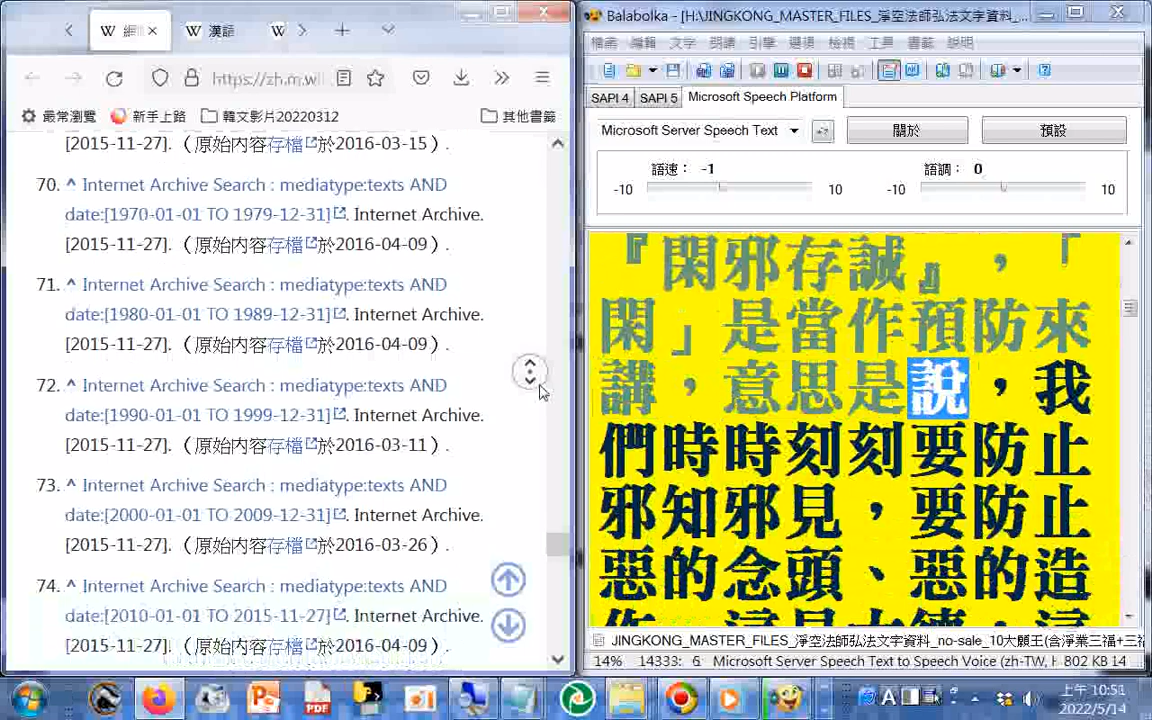 漢語
https://zh.m.wi
最常瀏覽
新手上路
韓文影片20220312
其他書籤
[2015-11-27]. （原始內容存檔於2016-03-15）.
70. ^ Internet Archive Search : mediatype:texts AND
date:[1970-01-01 TO 1979-12-31]. Internet Archive.
[2015-11-27]. （原始內容存檔於2016-04-09）.
71. ^ Internet Archive Search : mediatype:texts AND
date:[1980-01-01 TO 1989-12-31]. Internet Archive.
[2015-11-27]. （原始內容存檔於2016-04-09）.
72. ^ Internet Archive Search : mediatype:texts AND
date:[1990-01-01 TO 1999-12-31]. Internet Archive.
[2015-11-27]. （原始內容存檔於2016-03-11）.
73. ^ Internet Archive Search : mediatype:texts AND
date:[2000-01-01 TO 2009-12-31]. Internet Archive.
[2015-11-27]. （原始內容存檔於2016-03-26）.
74. ^ Internet Archive Search : mediatype:texts AND
date:[2010-01-01 TO 2015-11-27]. Internet Archive.
[2015-11-27]. （原始內容存檔於2016-04-09）.
Balabolka - [H:\JINGKONG_MASTER_FILES_淨空法師弘法文字資料_...
檔案 編輯 文字 朗讀 引擎 選項 檢視 工具 書籤 說明
SAPI 4 SAPI 5 Microsoft Speech Platform
Microsoft Server Speech Text
關於
預設
語速： -1
語調： 0
-10 10 -10 10
『閑邪存誠』，「
閑」是當作預防來
講，意思是說，我
們時時刻刻要防止
邪知邪見，要防止
惡的念頭、惡的造
JINGKONG_MASTER_FILES_淨空法師弘法文字資料_no-sale_10大願王(含淨業三福+三福
14% 14333: 6 Microsoft Server Speech Text to Speech Voice (zh-TW, H 802 KB 14
上午 10:51
2022/5/14